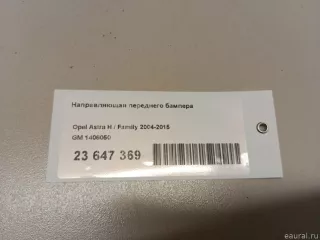 Направляющая переднего бампера
Opel Astra H / Family 2004-2015
GM 1406060
23 647 369
eaural.ru